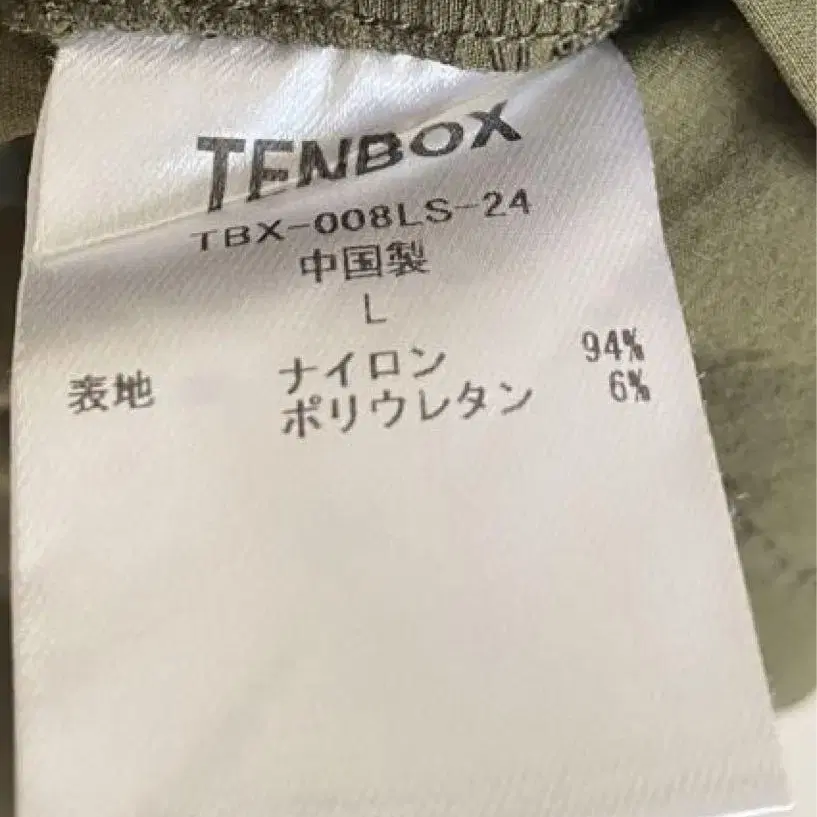 TENBOX
TBX-008LS-24
中国製
L
表地 ナイロン 94%
ポリウレタン 6%